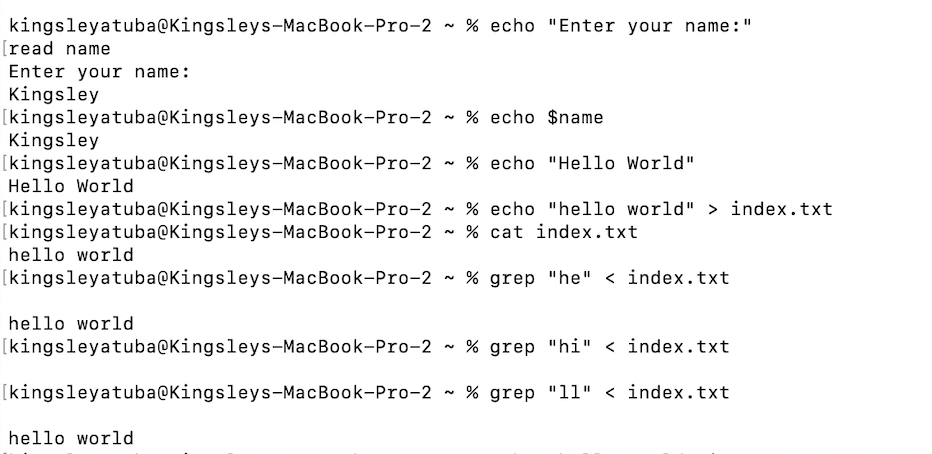 kingsleyatuba@Kingsleys-MacBook-Pro-2 ~ % echo "Enter your name:"
[read name
Enter your name:
Kingsley
[kingsleyatuba@Kingsleys-MacBook-Pro-2 ~ % echo $name
Kingsley
[kingsleyatuba@Kingsleys-MacBook-Pro-2 ~ % echo "Hello World"
Hello World
[kingsleyatuba@Kingsleys-MacBook-Pro-2 ~ % echo "hello world" > index.txt
[kingsleyatuba@Kingsleys-MacBook-Pro-2 ~ % cat index.txt
hello world
[kingsleyatuba@Kingsleys-MacBook-Pro-2 ~ % grep "he" < index.txt
hello world
[kingsleyatuba@Kingsleys-MacBook-Pro-2 ~ % grep "hi" < index.txt
[kingsleyatuba@Kingsleys-MacBook-Pro-2 ~ % grep "ll" < index.txt
hello world